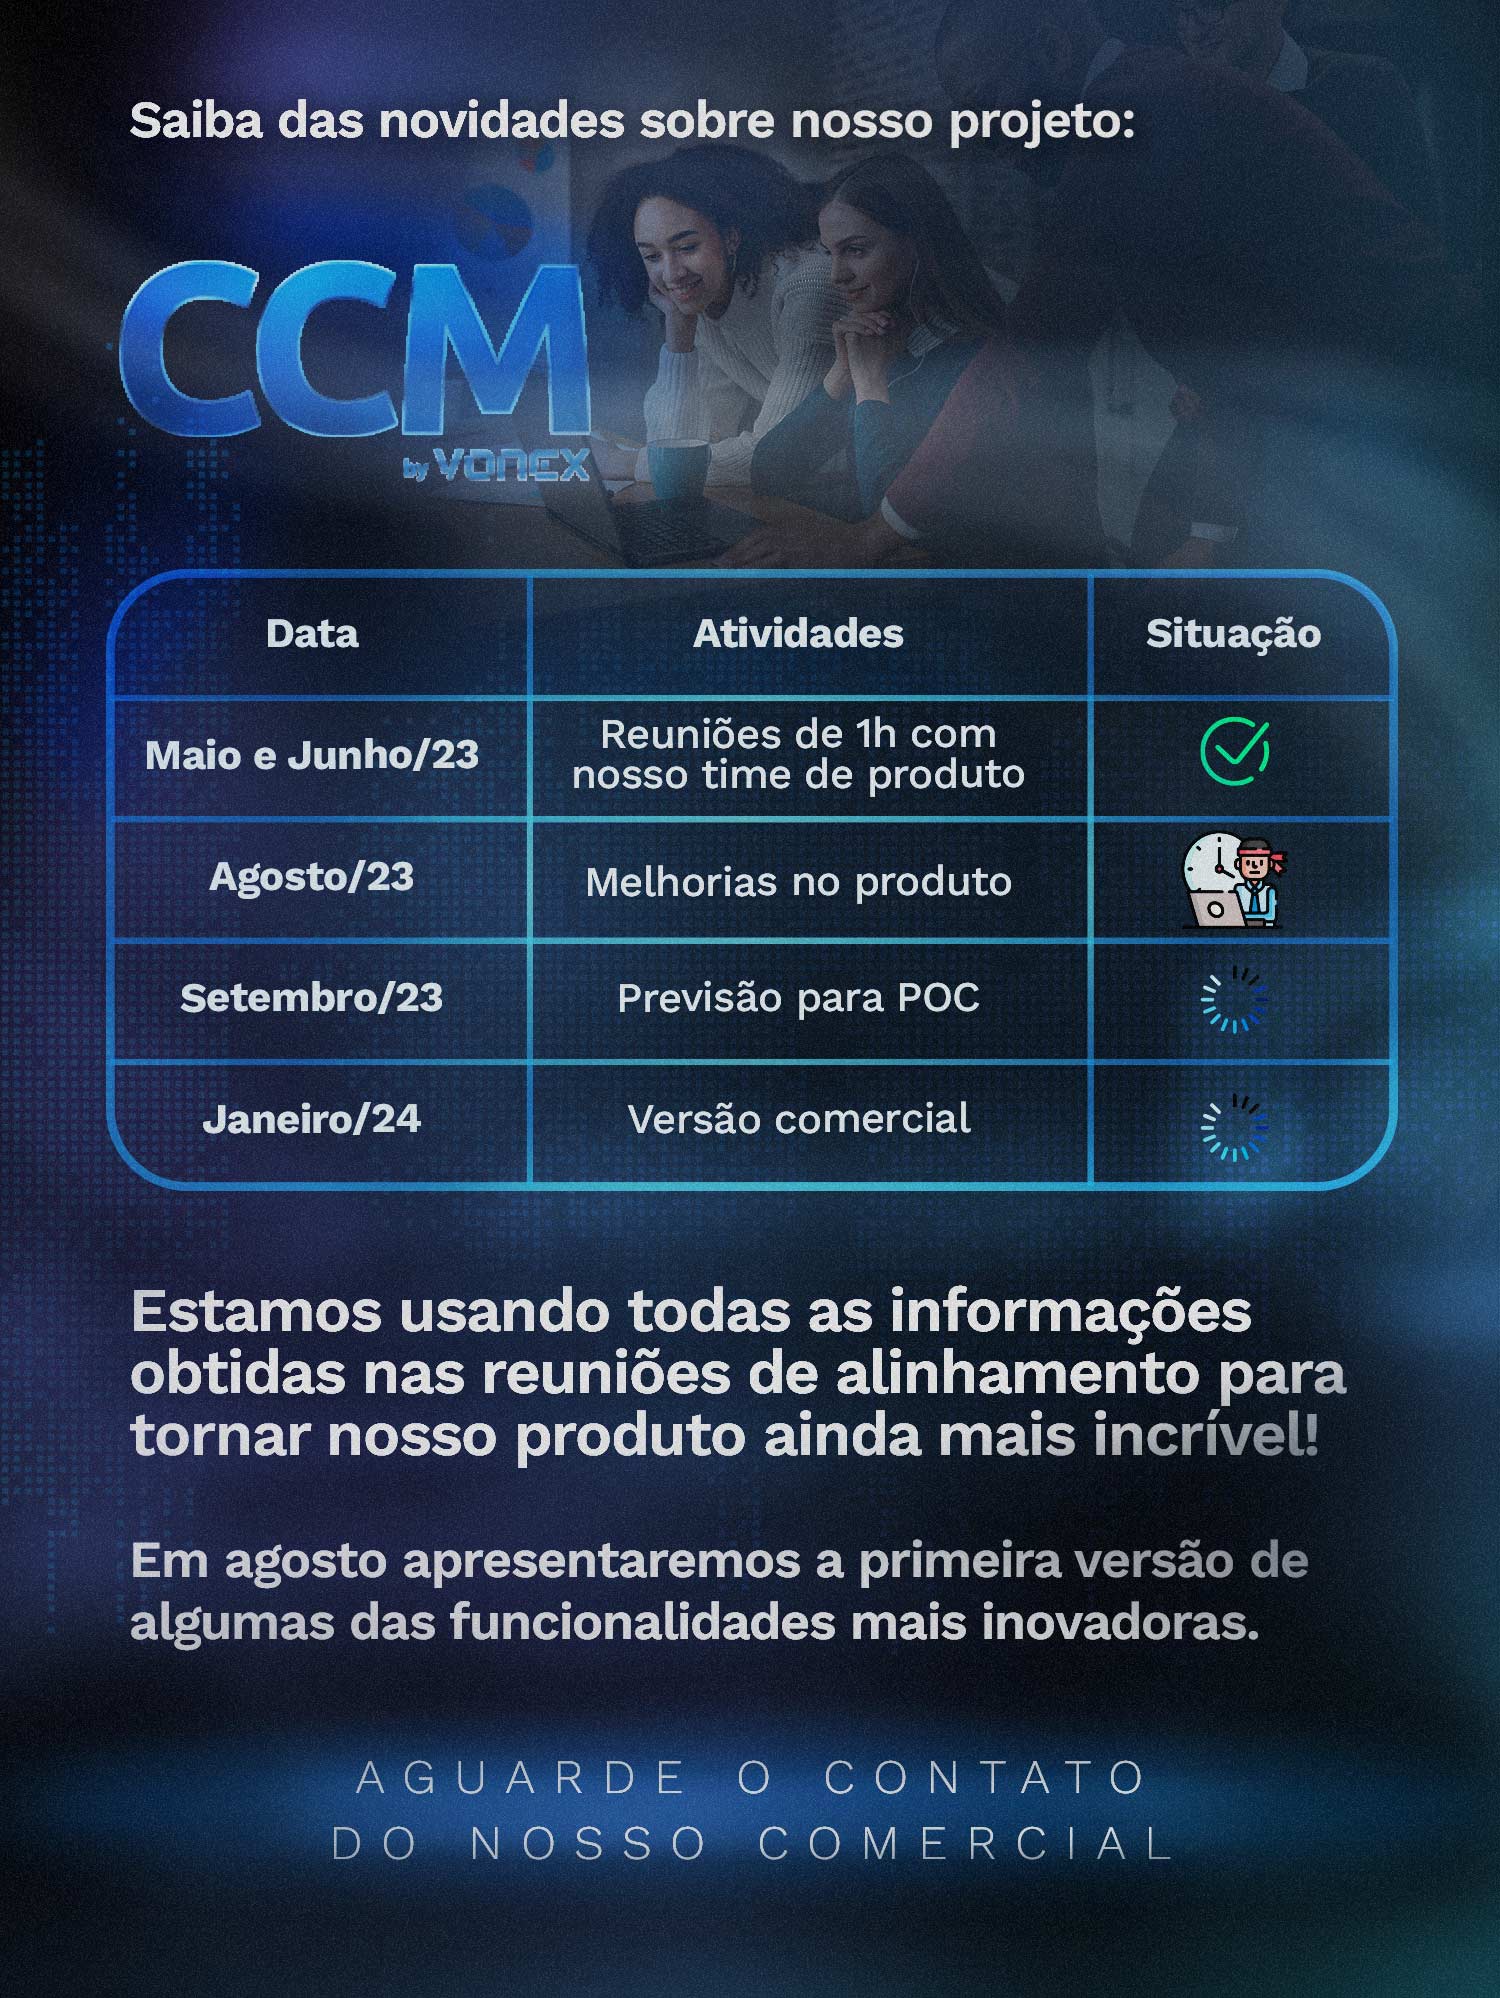 Saiba das novidades sobre nosso projeto:
CCM
by VONEX
Data Atividades Situação
Maio e Junho/23 Reuniões de 1h com
nosso time de produto
Agosto/23 Melhorias no produto
Setembro/23 Previsão para POC
Janeiro/24 Versão comercial
Estamos usando todas as informações
obtidas nas reuniões de alinhamento para
tornar nosso produto ainda mais incrível!
Em agosto apresentaremos a primeira versão de
algumas das funcionalidades mais inovadoras.
AGUARDE O CONTATO
DO NOSSO COMERCIAL